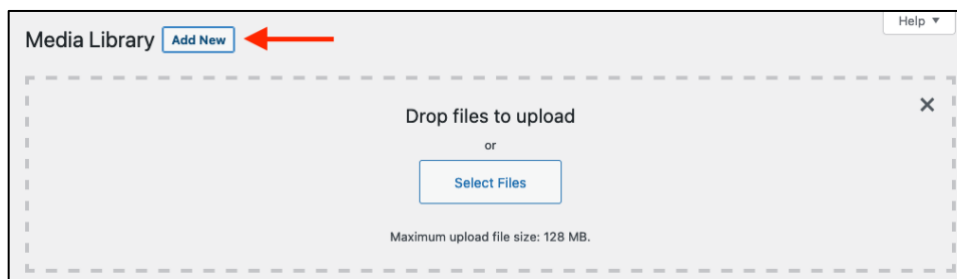 Help ▼
Media Library Add New
Drop files to upload
or
Select Files
Maximum upload file size: 128 MB.